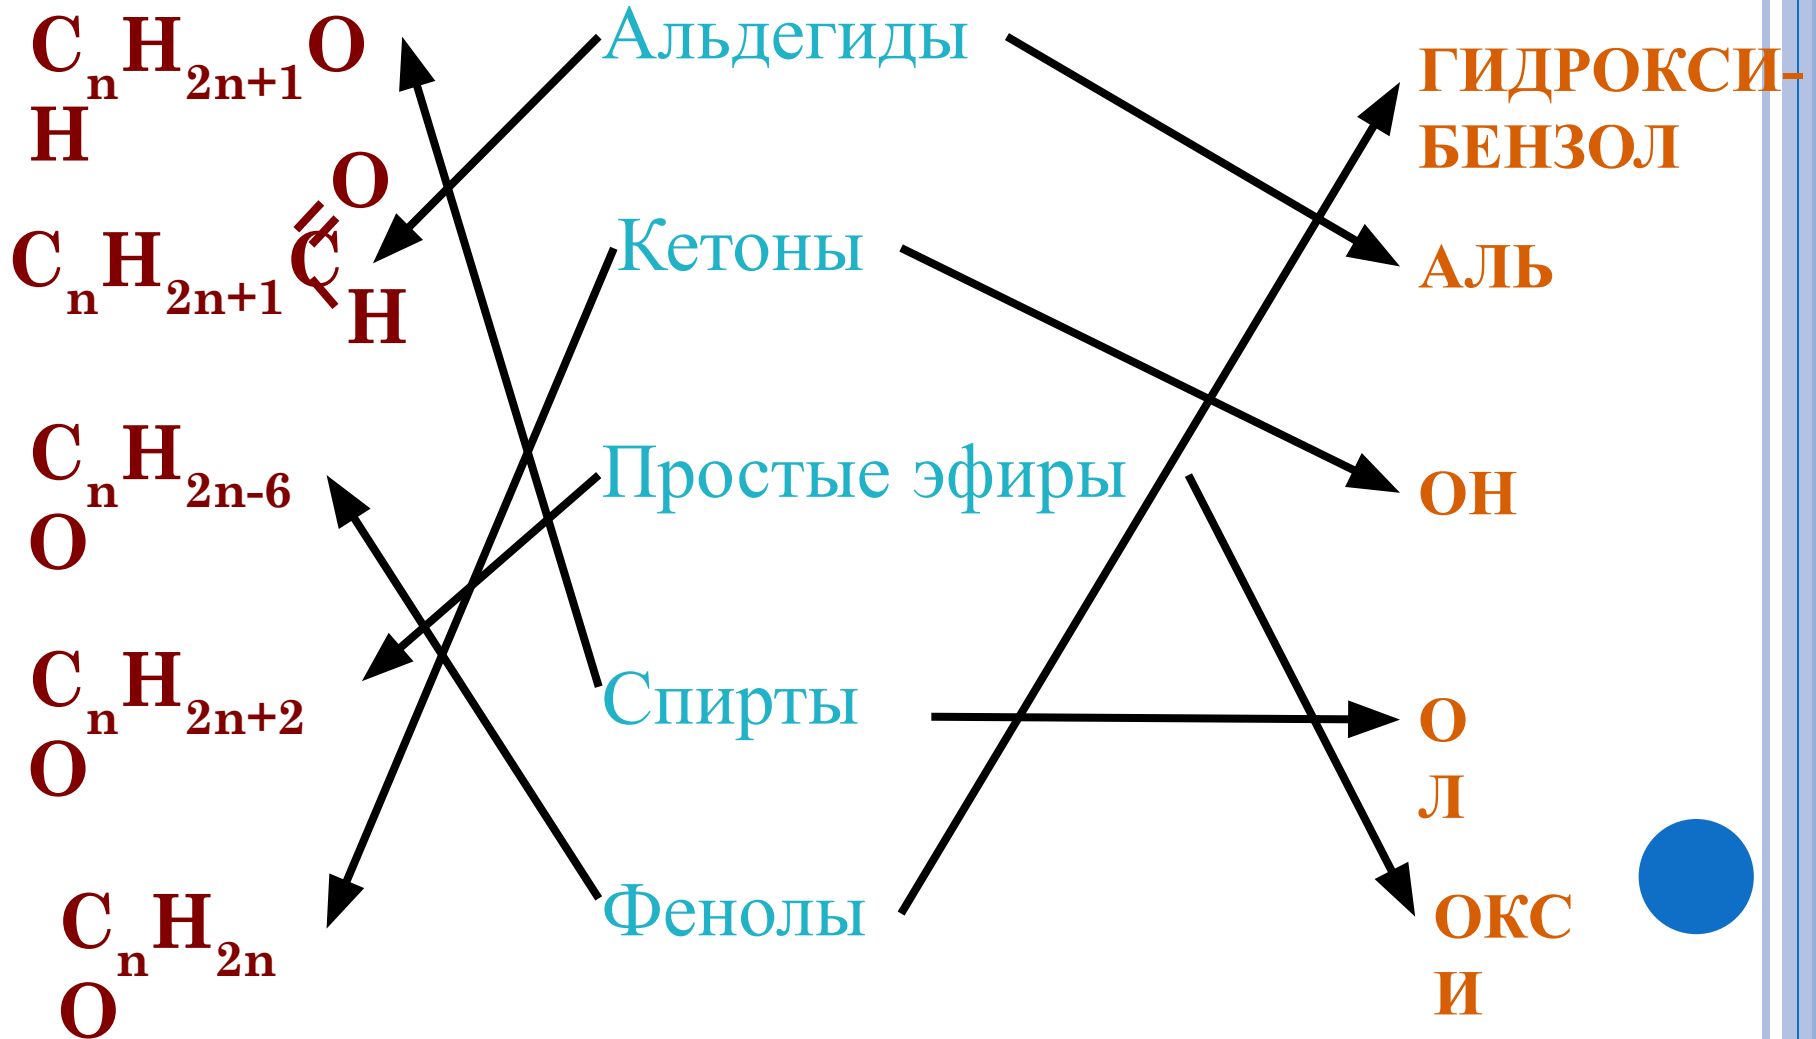 CnH2n+1O
H
O
CnH2n+1C
H
CnH2n-6
O
CnH2n+2
O
CnH2n
O
Альдегиды
Кетоны
Простые эфиры
Спирты
Фенолы
ГИДРОКСИ-
БЕНЗОЛ
АЛЬ
ОН
О
Л
ОКС
И